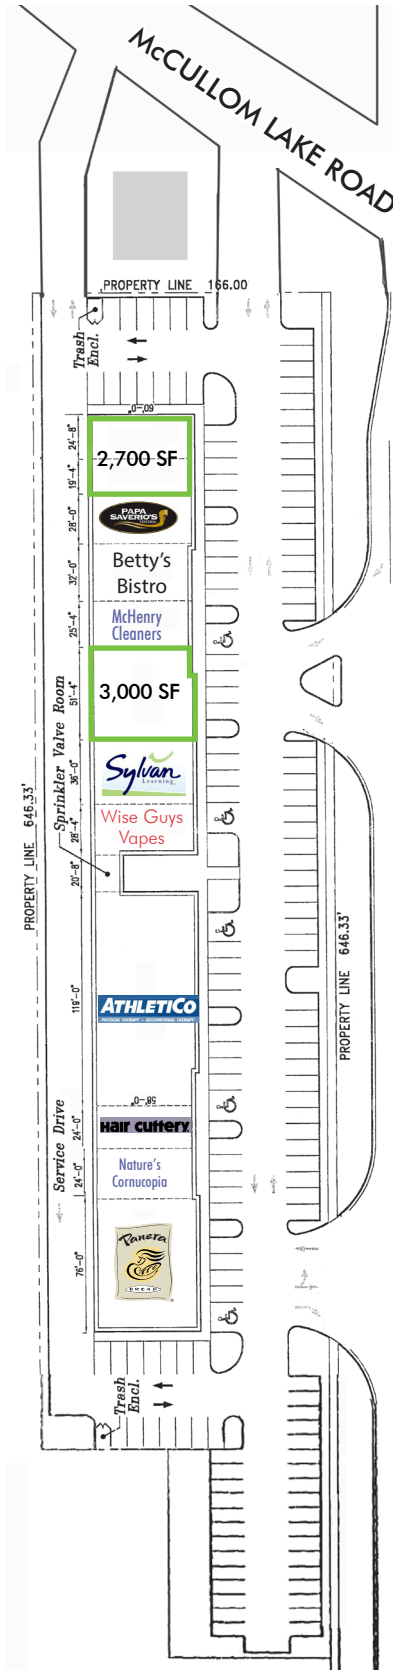 McCULLOM LAKE ROAD
PROPERTY LINE 166.00
Trash
Encl.
60'-0"
24'-8"
2,700 SF
19'-4"
28'-0"
PAPA
SAVERIO'S
32'-0"
Betty's
Bistro
25'-4"
McHenry
Cleaners
51'-4"
3,000 SF
Sprinkler Valve Room
36'-0"
Sylvan
Learning
28'-4"
Wise Guys
Vapes
20'-8"
PROPERTY LINE 646.33'
PROPERTY LINE 646.33'
119'-0"
ATHLETICO
PHYSICAL THERAPY • OCCUPATIONAL THERAPY
58'-0"
Service Drive
24'-0"
Hair Cuttery
24'-0"
Nature's
Cornucopia
76'-0"
Panera
BREAD
Trash
Encl.